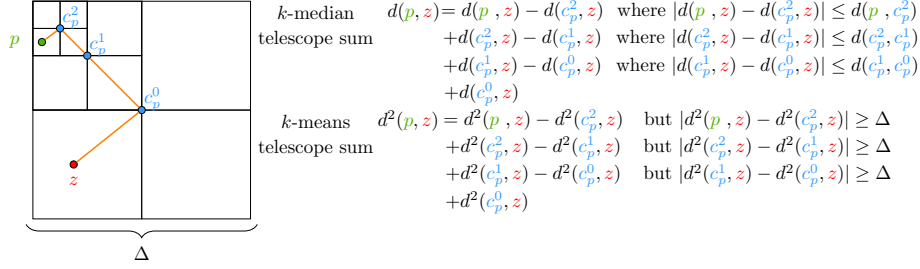 p
c_p^2
c_p^1
c_p^0
z
Δ
k-median d(p, z) = d(p , z) − d(c_p^2, z) where |d(p , z) − d(c_p^2, z)| ≤ d(p , c_p^2)
telescope sum +d(c_p^2, z) − d(c_p^1, z) where |d(c_p^2, z) − d(c_p^1, z)| ≤ d(c_p^2, c_p^1)
+d(c_p^1, z) − d(c_p^0, z) where |d(c_p^1, z) − d(c_p^0, z)| ≤ d(c_p^1, c_p^0)
+d(c_p^0, z)
k-means d^2(p, z) = d^2(p , z) − d^2(c_p^2, z) but |d^2(p , z) − d^2(c_p^2, z)| ≥ Δ
telescope sum +d^2(c_p^2, z) − d^2(c_p^1, z) but |d^2(c_p^2, z) − d^2(c_p^1, z)| ≥ Δ
+d^2(c_p^1, z) − d^2(c_p^0, z) but |d^2(c_p^1, z) − d^2(c_p^0, z)| ≥ Δ
+d^2(c_p^0, z)